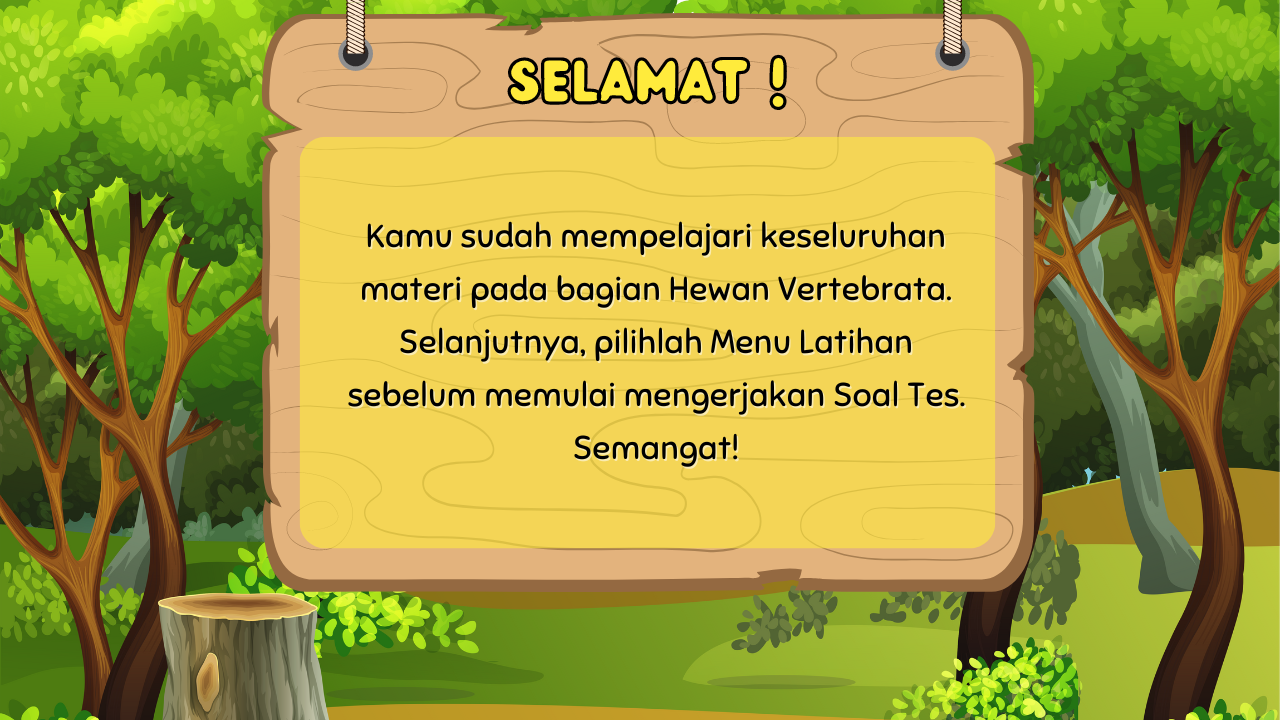 SELAMAT !
Kamu sudah mempelajari keseluruhan
materi pada bagian Hewan Vertebrata.
Selanjutnya, pilihlah Menu Latihan
sebelum memulai mengerjakan Soal Tes.
Semangat!